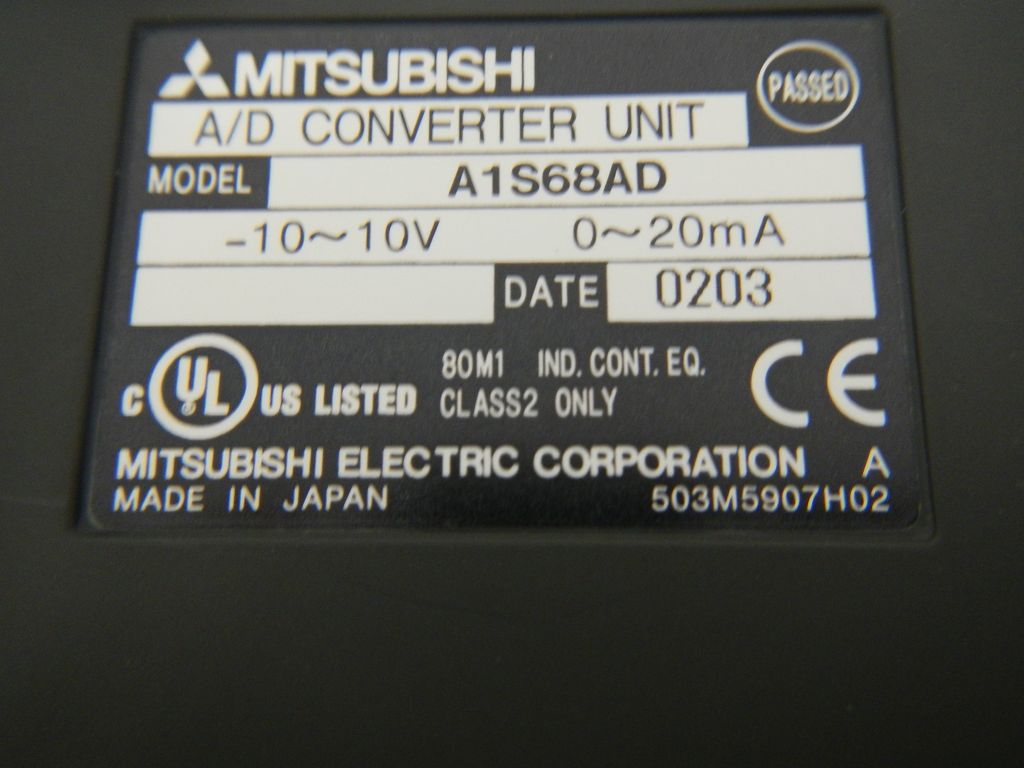 MITSUBISHI
PASSED
A/D CONVERTER UNIT
MODEL A1S68AD
-10~10V 0~20mA
DATE 0203
C UL US LISTED
80M1 IND. CONT. EQ.
CLASS2 ONLY
CE
MITSUBISHI ELECTRIC CORPORATION A
MADE IN JAPAN 503M5907H02